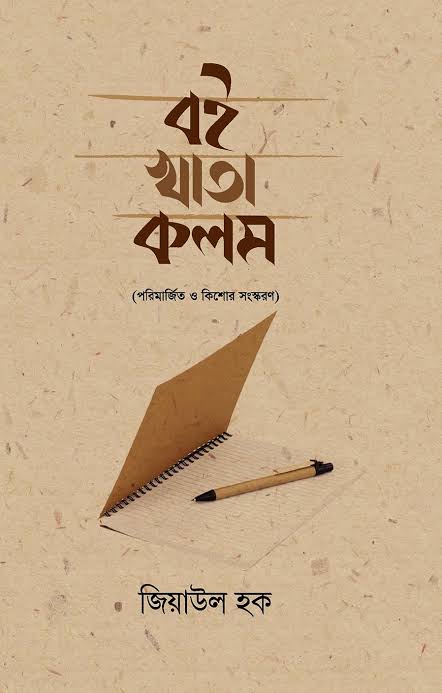 বই
খাতা
কলম
(পরিমার্জিত ও কিশোর সংস্করণ)
জিয়াউল হক